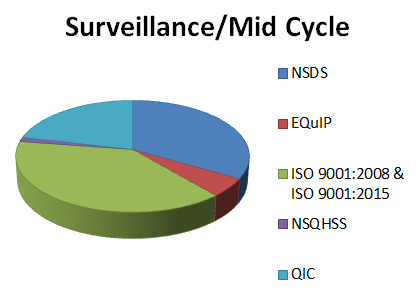 Surveillance/Mid Cycle
NSDS
EQuIP
ISO 9001:2008 &
ISO 9001:2015
NSQHSS
QIC